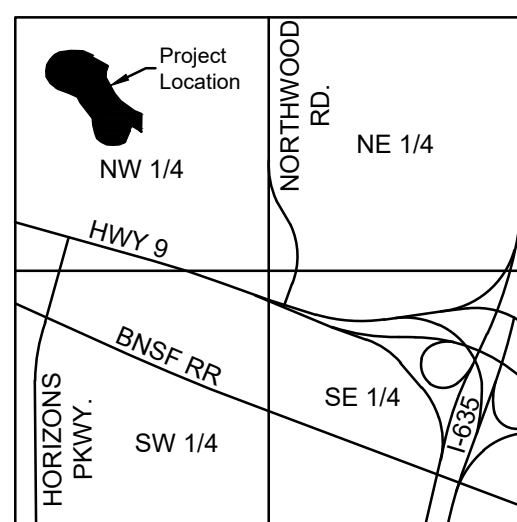 Project
Location
NORTHWOOD
RD.
NE 1/4
NW 1/4
HWY 9
BNSF RR
HORIZONS
PKWY.
SW 1/4
SE 1/4
I-635